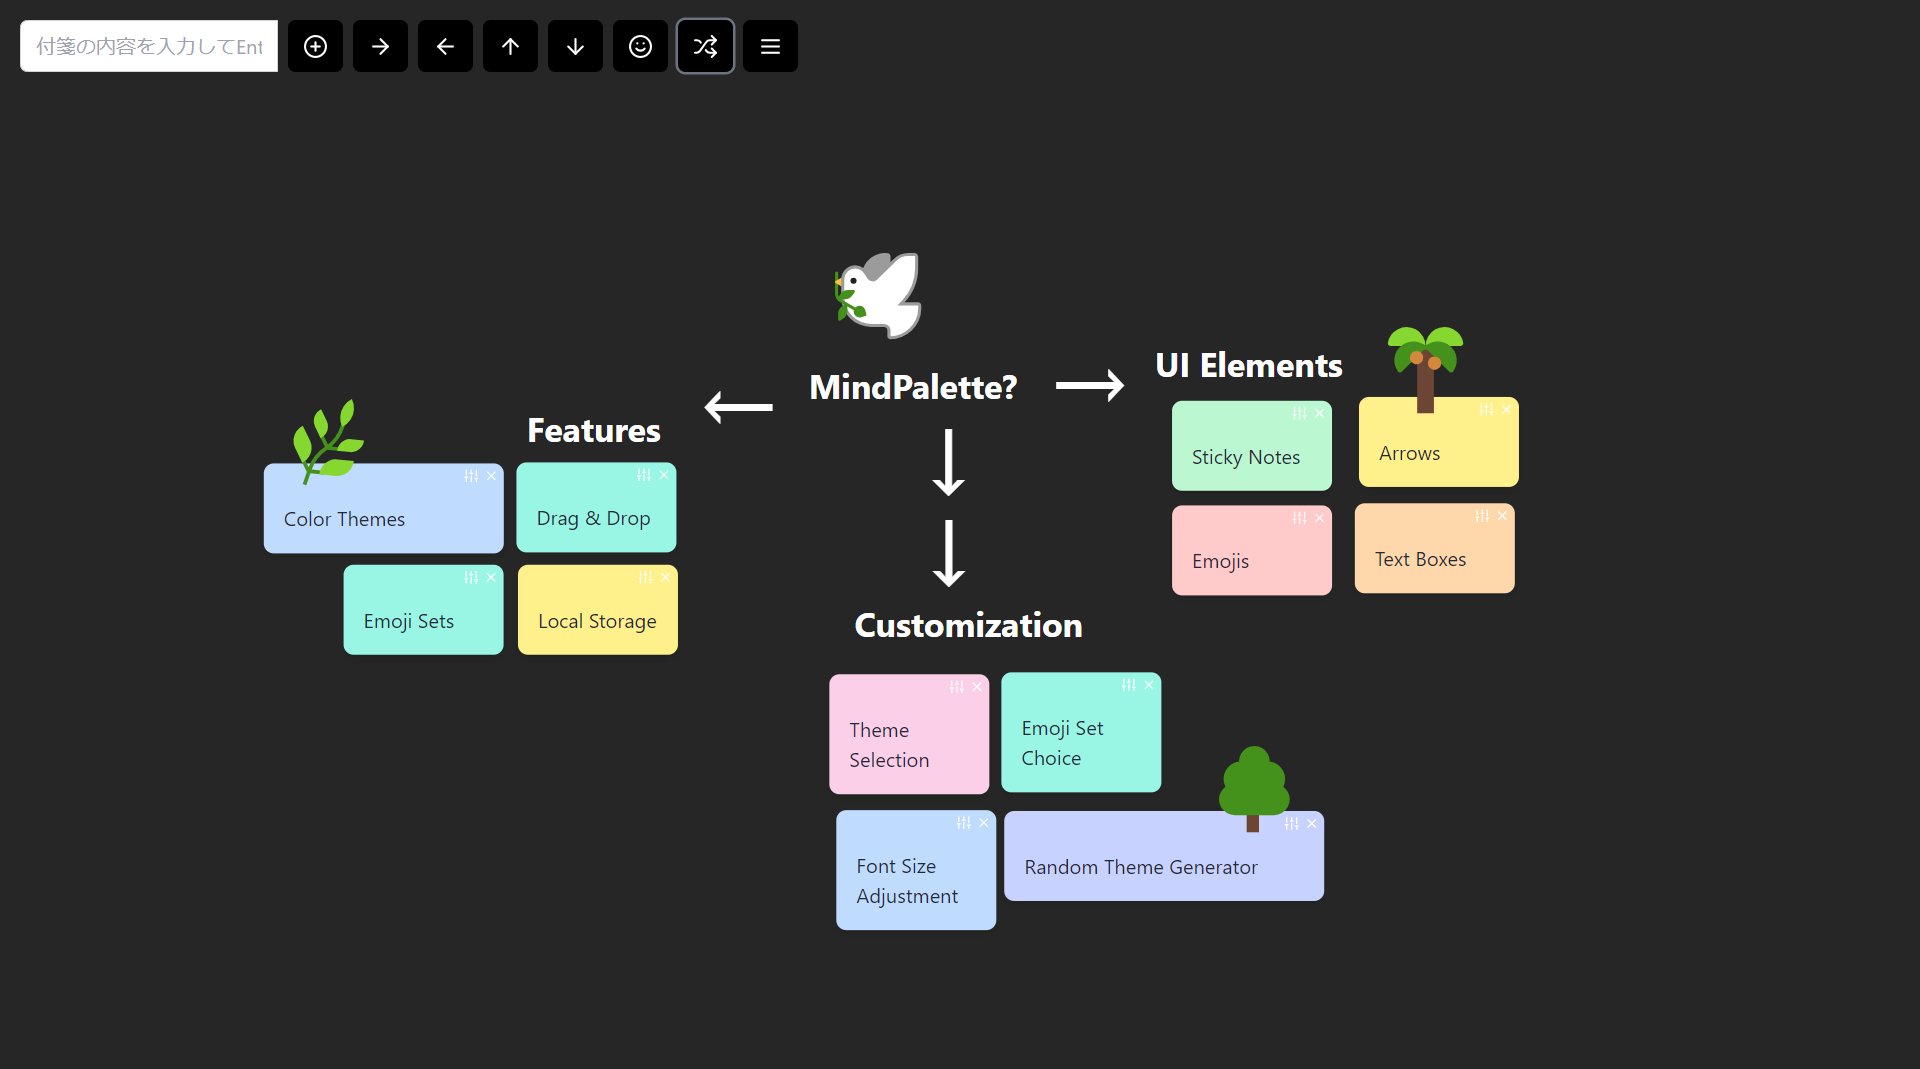 付箋の内容を入力してEnt
MindPalette?
Features
Color Themes
Drag & Drop
Emoji Sets
Local Storage
UI Elements
Sticky Notes
Arrows
Emojis
Text Boxes
Customization
Theme
Selection
Emoji Set
Choice
Font Size
Adjustment
Random Theme Generator